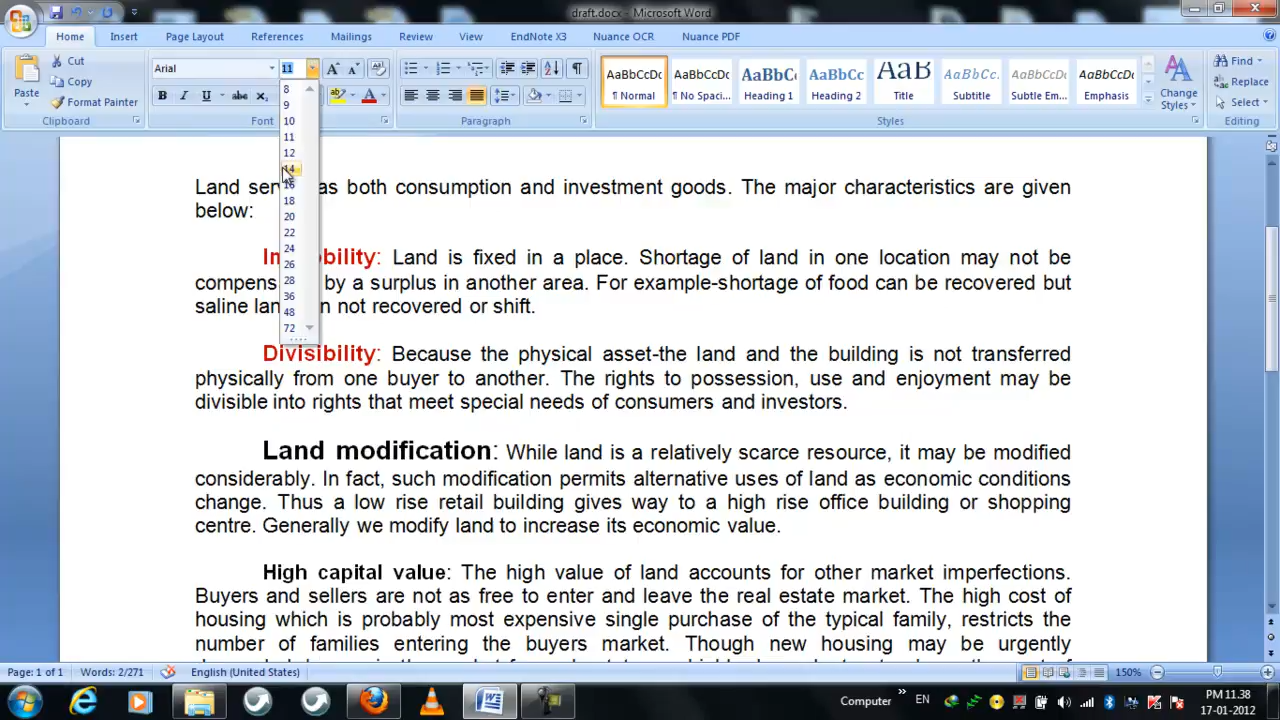 draft.docx - Microsoft Word
Home Insert Page Layout References Mailings Review View EndNote X3 Nuance OCR Nuance PDF
Paste
Cut
Copy
Format Painter
Clipboard
Arial 11
B I U abc x₂
Font
Paragraph
AaBbCcDc ¶ Normal
AaBbCcDc ¶ No Spaci...
AaBbCc Heading 1
AaBbCc Heading 2
AaB Title
AaBbCc. Subtitle
AaBbCcDc Subtle Em...
AaBbCcDc Emphasis
Change Styles
Styles
Find
Replace
Select
Editing
8
9
10
11
12
14
16
18
20
22
24
26
28
36
48
72
Land as both consumption and investment goods. The major characteristics are given
below:
Land is fixed in a place. Shortage of land in one location may not be
by a surplus in another area. For example-shortage of food can be recovered but
saline not recovered or shift.
Divisibility: Because the physical asset-the land and the building is not transferred
physically from one buyer to another. The rights to possession, use and enjoyment may be
divisible into rights that meet special needs of consumers and investors.
Land modification: While land is a relatively scarce resource, it may be modified
considerably. In fact, such modification permits alternative uses of land as economic conditions
change. Thus a low rise retail building gives way to a high rise office building or shopping
centre. Generally we modify land to increase its economic value.
High capital value: The high value of land accounts for other market imperfections.
Buyers and sellers are not as free to enter and leave the real estate market. The high cost of
housing which is probably most expensive single purchase of the typical family, restricts the
number of families entering the buyers market. Though new housing may be urgently
Page: 1 of 1 Words: 2/271 English (United States) 150%
Computer » EN PM 11.38
17-01-2012